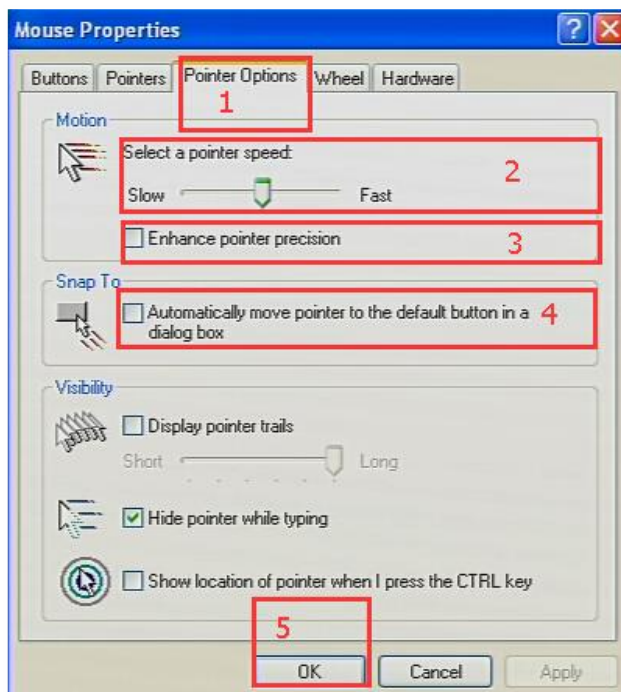 Mouse Properties
Buttons Pointers Pointer Options Wheel Hardware
1
Motion
Select a pointer speed:
2
Slow Fast
Enhance pointer precision
3
Snap To
Automatically move pointer to the default button in a
dialog box
4
Visibility
Display pointer trails
Short Long
Hide pointer while typing
Show location of pointer when I press the CTRL key
5
OK Cancel Apply